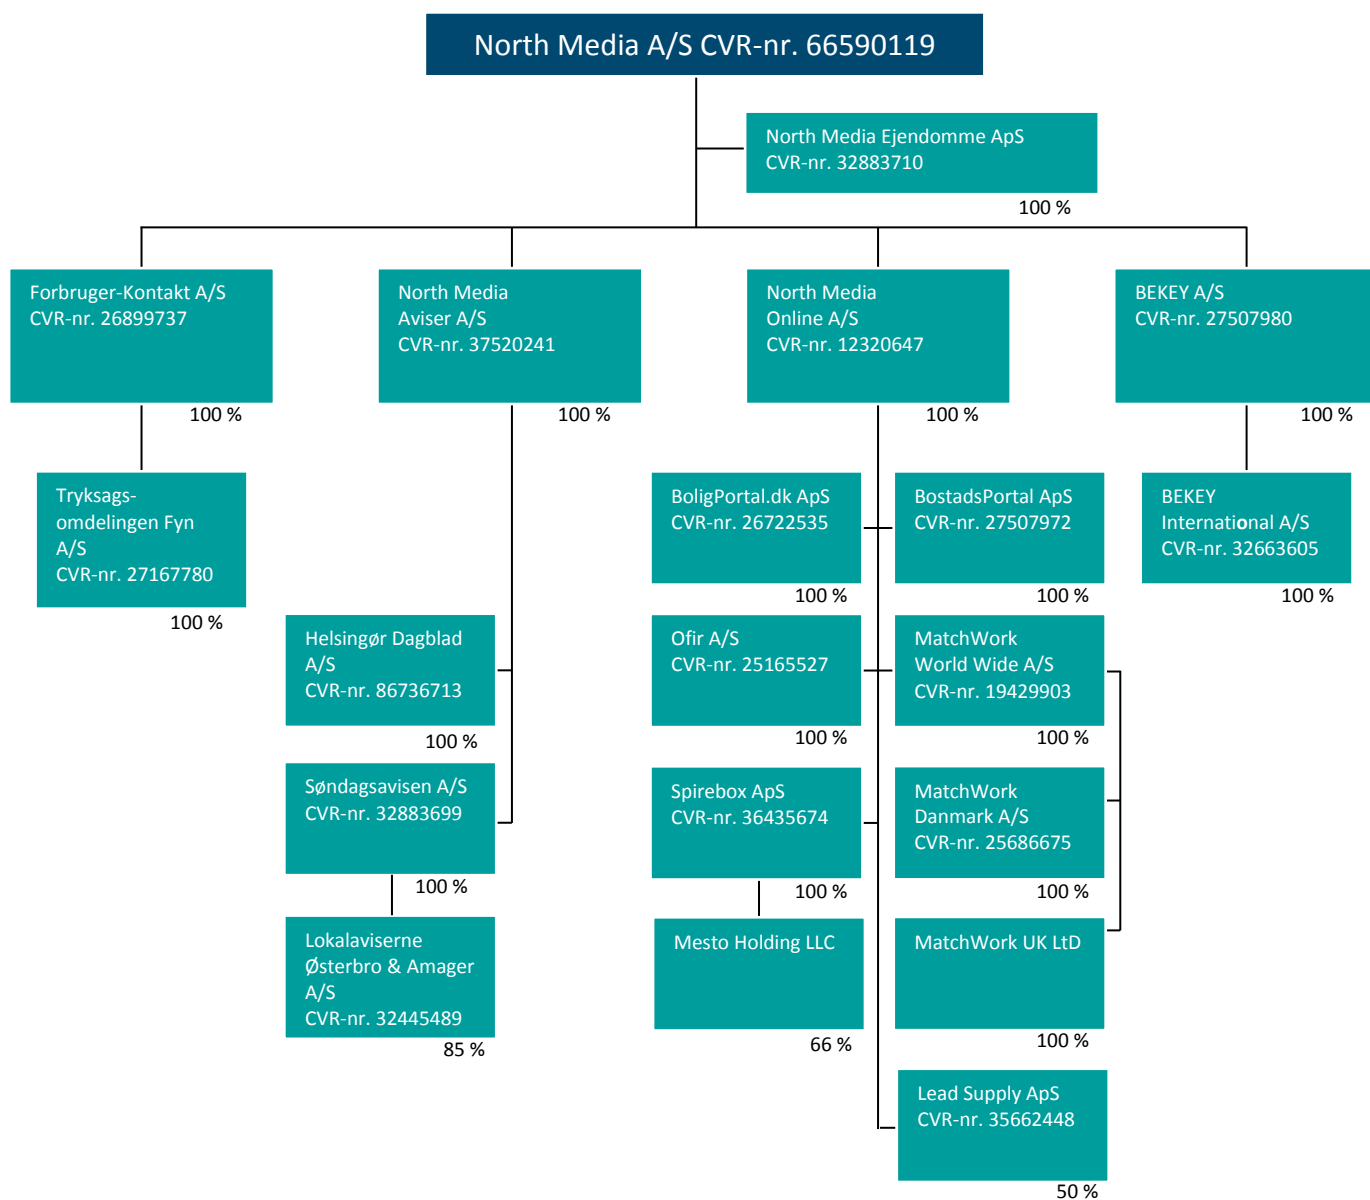 North Media A/S CVR-nr. 66590119
North Media Ejendomme ApS
CVR-nr. 32883710
100 %
Forbruger-Kontakt A/S
CVR-nr. 26899737
100 %
North Media
Aviser A/S
CVR-nr. 37520241
100 %
North Media
Online A/S
CVR-nr. 12320647
100 %
BEKEY A/S
CVR-nr. 27507980
100 %
Tryksags-
omdelingen Fyn
A/S
CVR-nr. 27167780
100 %
BoligPortal.dk ApS
CVR-nr. 26722535
100 %
BostadsPortal ApS
CVR-nr. 27507972
100 %
BEKEY
International A/S
CVR-nr. 32663605
100 %
Helsingør Dagblad
A/S
CVR-nr. 86736713
100 %
Ofir A/S
CVR-nr. 25165527
100 %
MatchWork
World Wide A/S
CVR-nr. 19429903
100 %
Søndagsavisen A/S
CVR-nr. 32883699
100 %
Spirebox ApS
CVR-nr. 36435674
100 %
MatchWork
Danmark A/S
CVR-nr. 25686675
100 %
Lokalaviserne
Østerbro & Amager
A/S
CVR-nr. 32445489
85 %
Mesto Holding LLC
66 %
MatchWork UK LtD
100 %
Lead Supply ApS
CVR-nr. 35662448
50 %